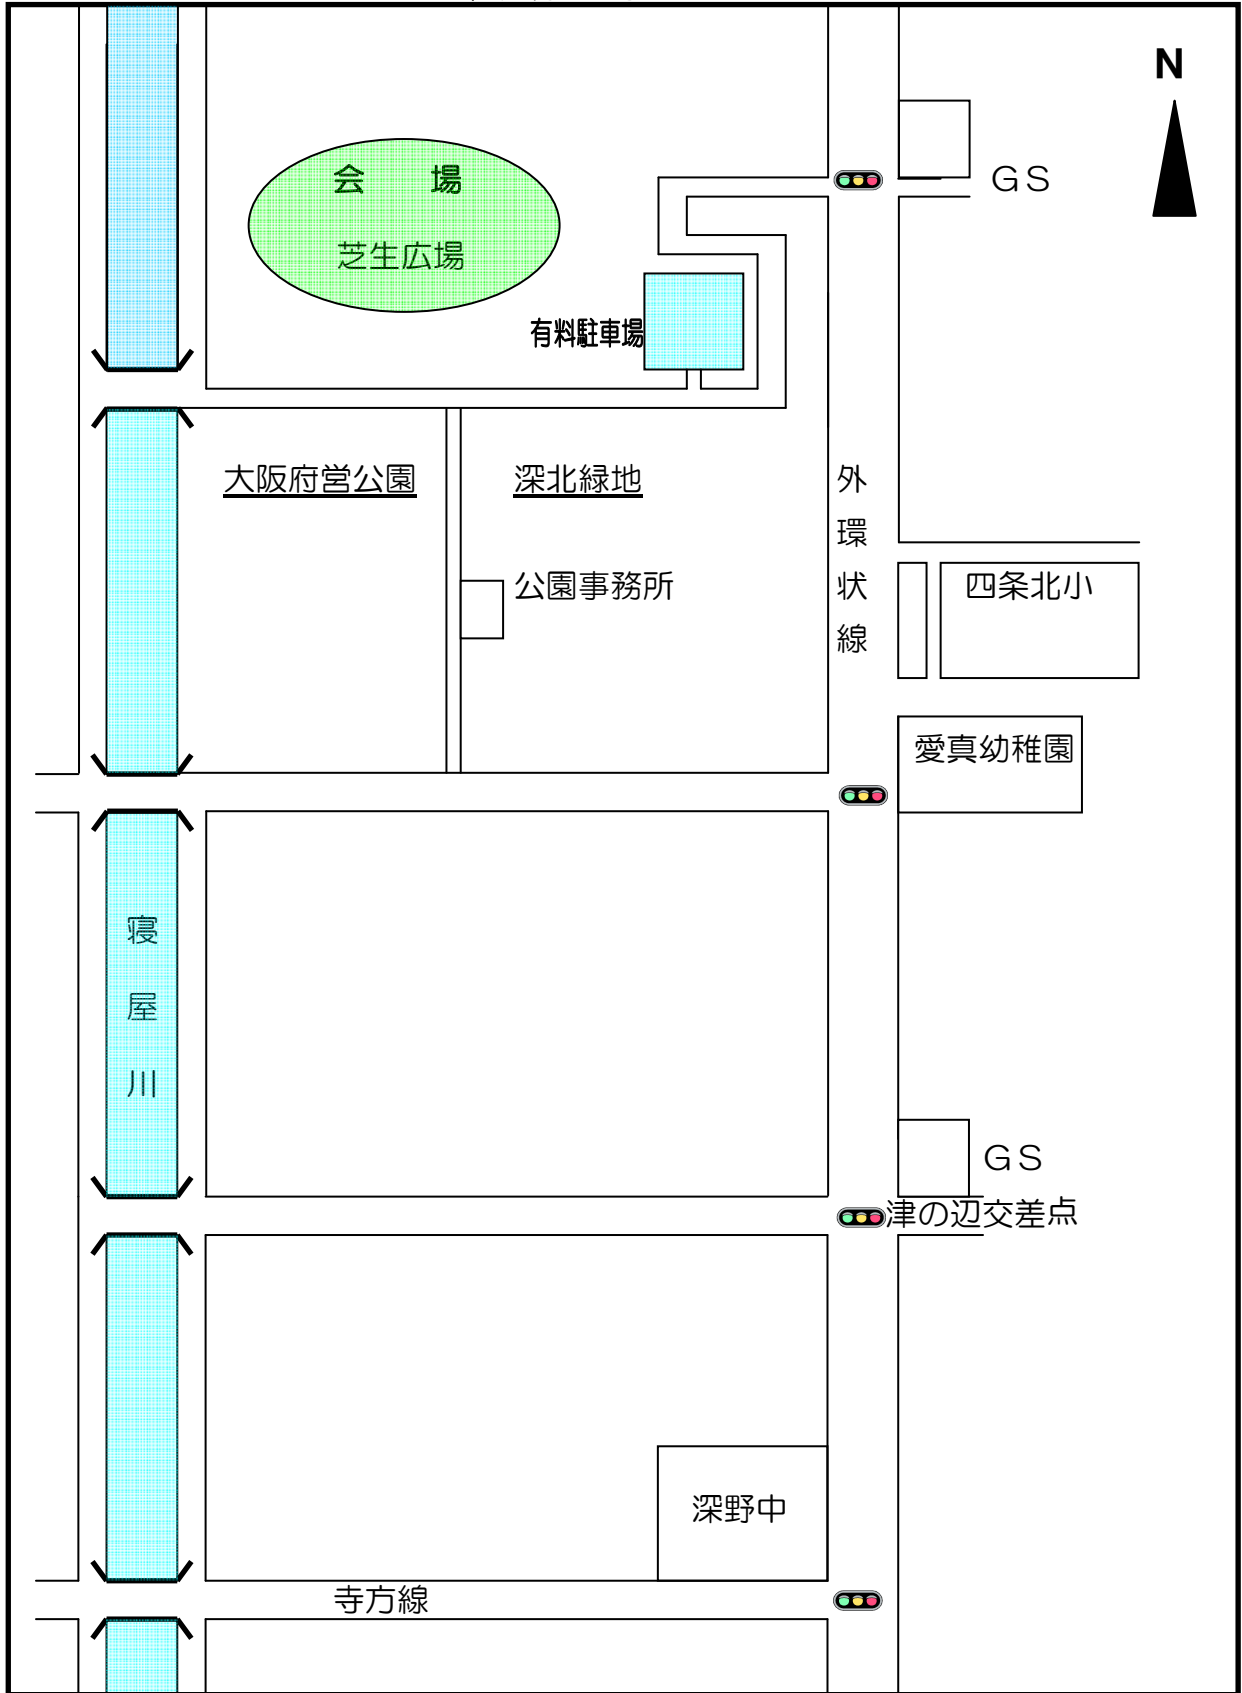 N
GS
会 場
芝生広場
有料駐車場
大阪府営公園
深北緑地
外環状線
公園事務所
四条北小
愛真幼稚園
寝屋川
GS
津の辺交差点
深野中
寺方線